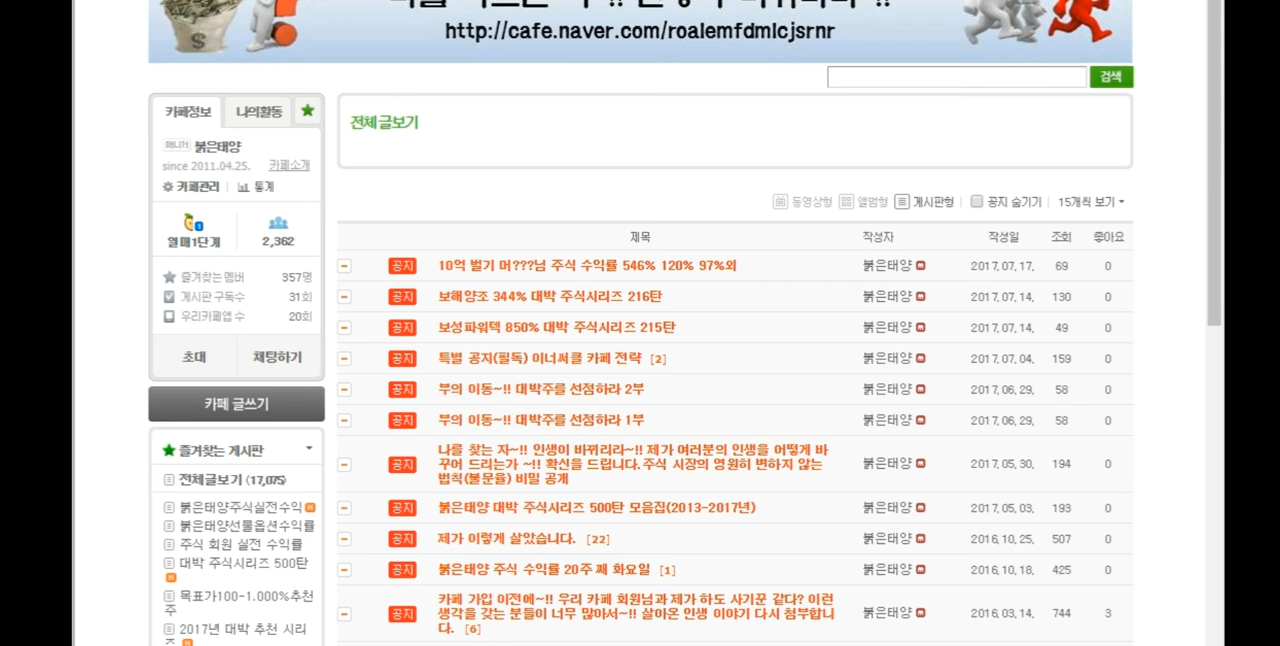 http://cafe.naver.com/roalemfdmlcjsrnr
검색
카페정보 나의활동
전체글보기
매니저 붉은태양
since 2011.04.25. 카페소개
카페관리 통계
동영상형 앨범형 게시판형 공지 숨기기 15개씩 보기
열매1단계 2,362
제목 작성자 작성일 조회 좋아요
즐겨찾는 멤버 357명
게시판 구독수 31회
우리카페앱 수 20회
초대 채팅하기
카페 글쓰기
공지 10억 벌기 머???님 주식 수익률 546% 120% 97%외 붉은태양 2017.07.17. 69 0
공지 보해양조 344% 대박 주식시리즈 216탄 붉은태양 2017.07.14. 130 0
공지 보성파워텍 850% 대박 주식시리즈 215탄 붉은태양 2017.07.14. 49 0
공지 특별 공지(필독) 이너써클 카페 전략 [2] 붉은태양 2017.07.04. 159 0
공지 부의 이동~!! 대박주를 선점하라 2부 붉은태양 2017.06.29. 58 0
공지 부의 이동~!! 대박주를 선점하라 1부 붉은태양 2017.06.29. 58 0
나를 찾는 자~!! 인생이 바뀌리라~!! 제가 여러분의 인생을 어떻게 바
공지 꾸어 드리는가 ~!! 확신을 드립니다.주식 시장의 영원히 변하지 않는 붉은태양 2017.05.30. 194 0
법칙(불문율) 비밀 공개
공지 붉은태양 대박 주식시리즈 500탄 모음집(2013-2017년) 붉은태양 2017.05.03. 193 0
공지 제가 이렇게 살았습니다. [22] 붉은태양 2016.10.25. 507 0
공지 붉은태양 주식 수익률 20주 째 화요일 [1] 붉은태양 2016.10.18. 425 0
카페 가입 이전에~!! 우리 카페 회원님과 제가 하도 사기꾼 같다? 이런
공지 생각을 갖는 분들이 너무 많아서~!! 살아온 인생 이야기 다시 첨부합니 붉은태양 2016.03.14. 744 3
다. [6]
즐겨찾는 게시판
전체글보기 (17,075)
붉은태양주식실전수익
붉은태양선물옵션수익률
주식 회원 실전 수익률
대박 주식시리즈 500탄
목표가100-1.000%추천
주
2017년 대박 추천 시리
즈